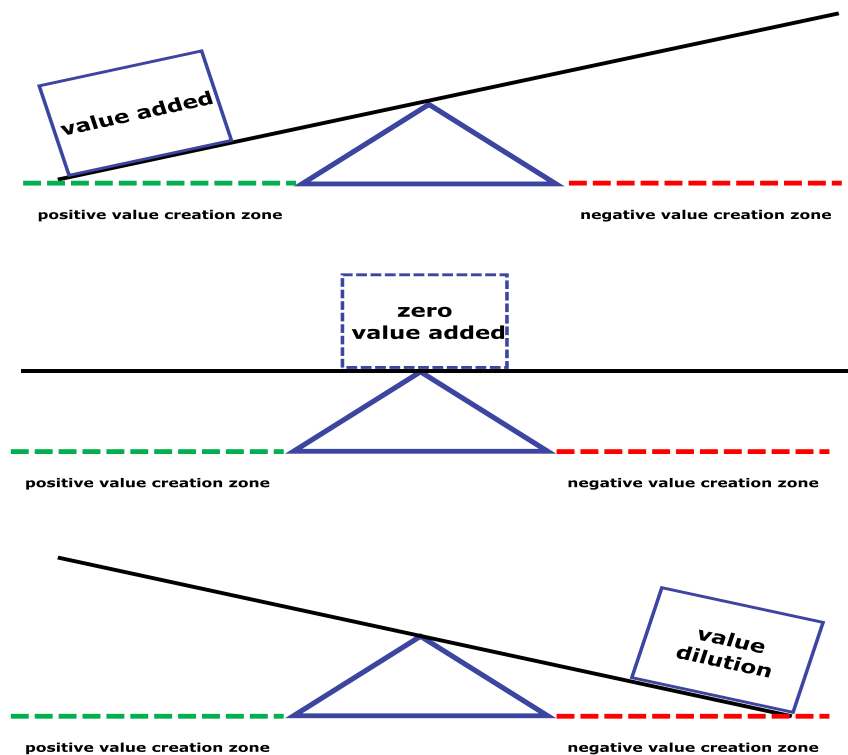 value added
positive value creation zone
negative value creation zone
zero
value added
positive value creation zone
negative value creation zone
value
dilution
positive value creation zone
negative value creation zone